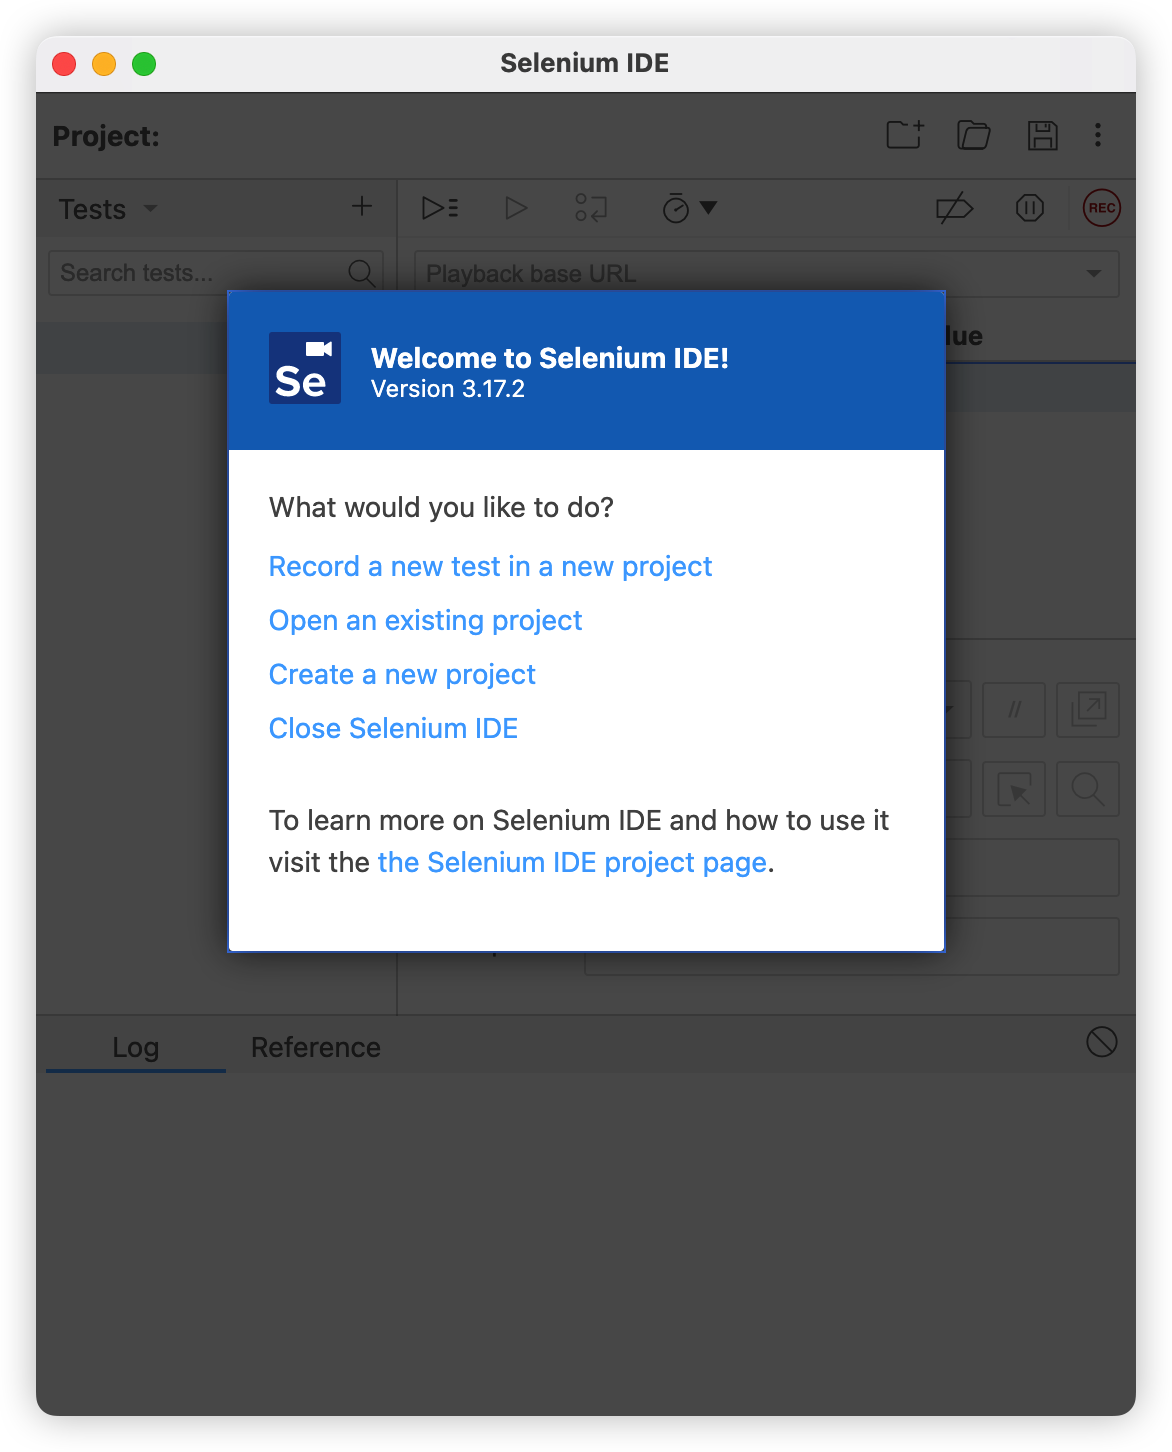 Selenium IDE
Project:
Tests
REC
Search tests...
Playback base URL
lue
Se
Welcome to Selenium IDE!
Version 3.17.2
What would you like to do?
Record a new test in a new project
Open an existing project
Create a new project
Close Selenium IDE
//
To learn more on Selenium IDE and how to use it
visit the the Selenium IDE project page.
Log
Reference